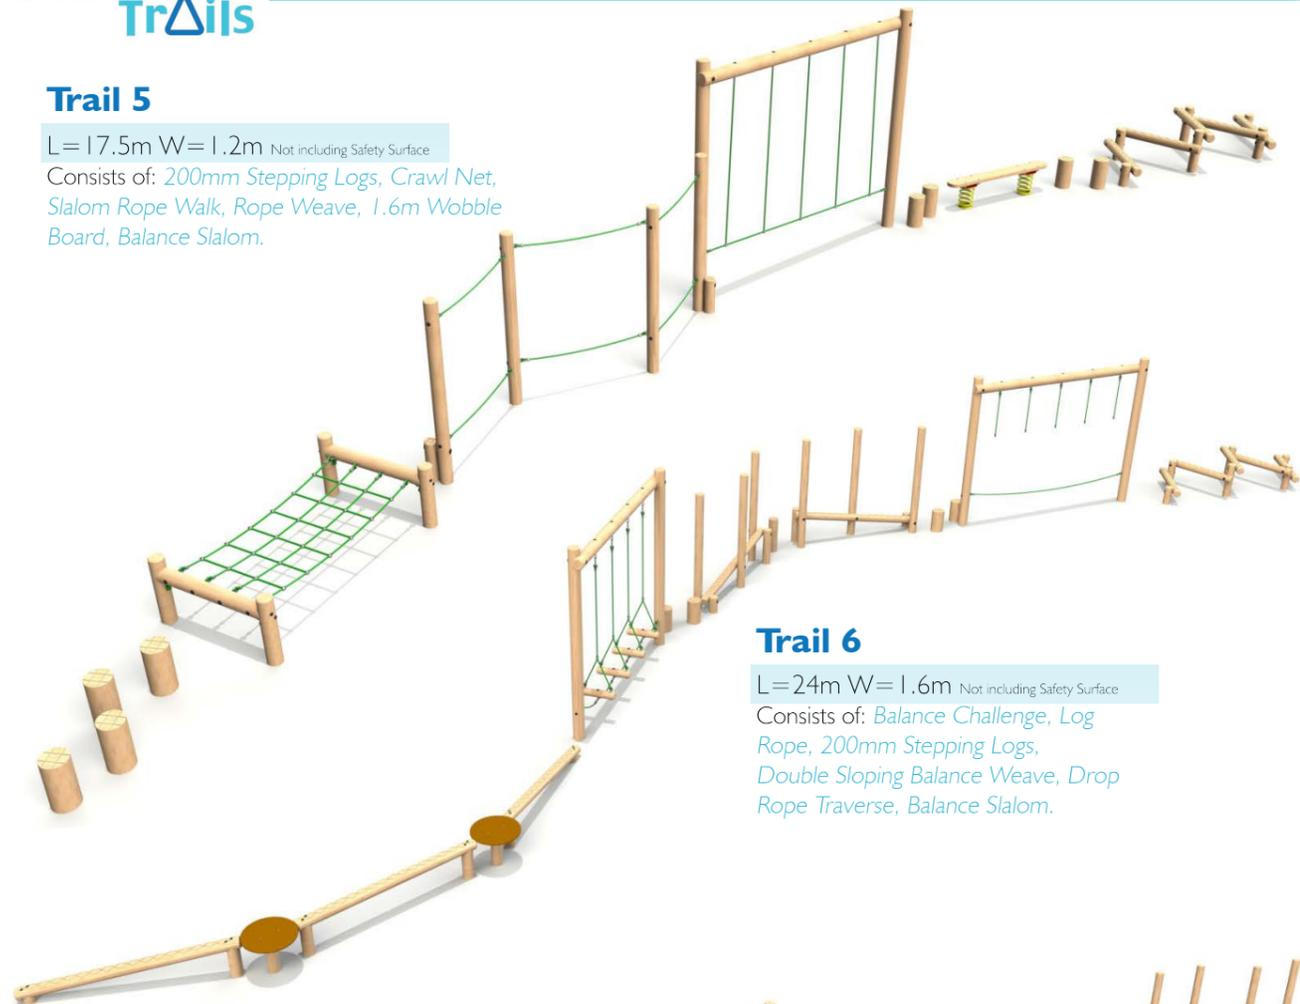 Trails
Trail 5
L=17.5m W=1.2m Not including Safety Surface
Consists of: 200mm Stepping Logs, Crawl Net,
Slalom Rope Walk, Rope Weave, 1.6m Wobble
Board, Balance Slalom.
Trail 6
L=24m W=1.6m Not including Safety Surface
Consists of: Balance Challenge, Log
Rope, 200mm Stepping Logs,
Double Sloping Balance Weave, Drop
Rope Traverse, Balance Slalom.